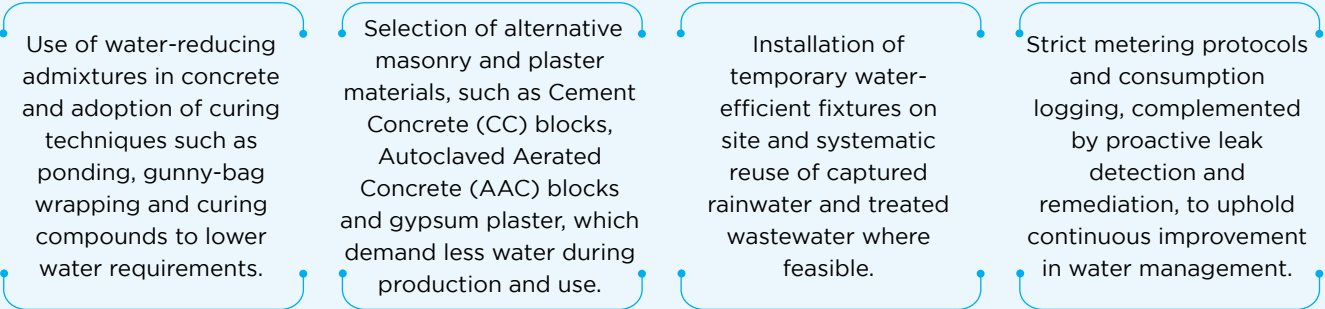 Use of water-reducing
admixtures in concrete
and adoption of curing
techniques such as
ponding, gunny-bag
wrapping and curing
compounds to lower
water requirements.
Selection of alternative
masonry and plaster
materials, such as Cement
Concrete (CC) blocks,
Autoclaved Aerated
Concrete (AAC) blocks
and gypsum plaster, which
demand less water during
production and use.
Installation of
temporary water-
efficient fixtures on
site and systematic
reuse of captured
rainwater and treated
wastewater where
feasible.
Strict metering protocols
and consumption
logging, complemented
by proactive leak
detection and
remediation, to uphold
continuous improvement
in water management.